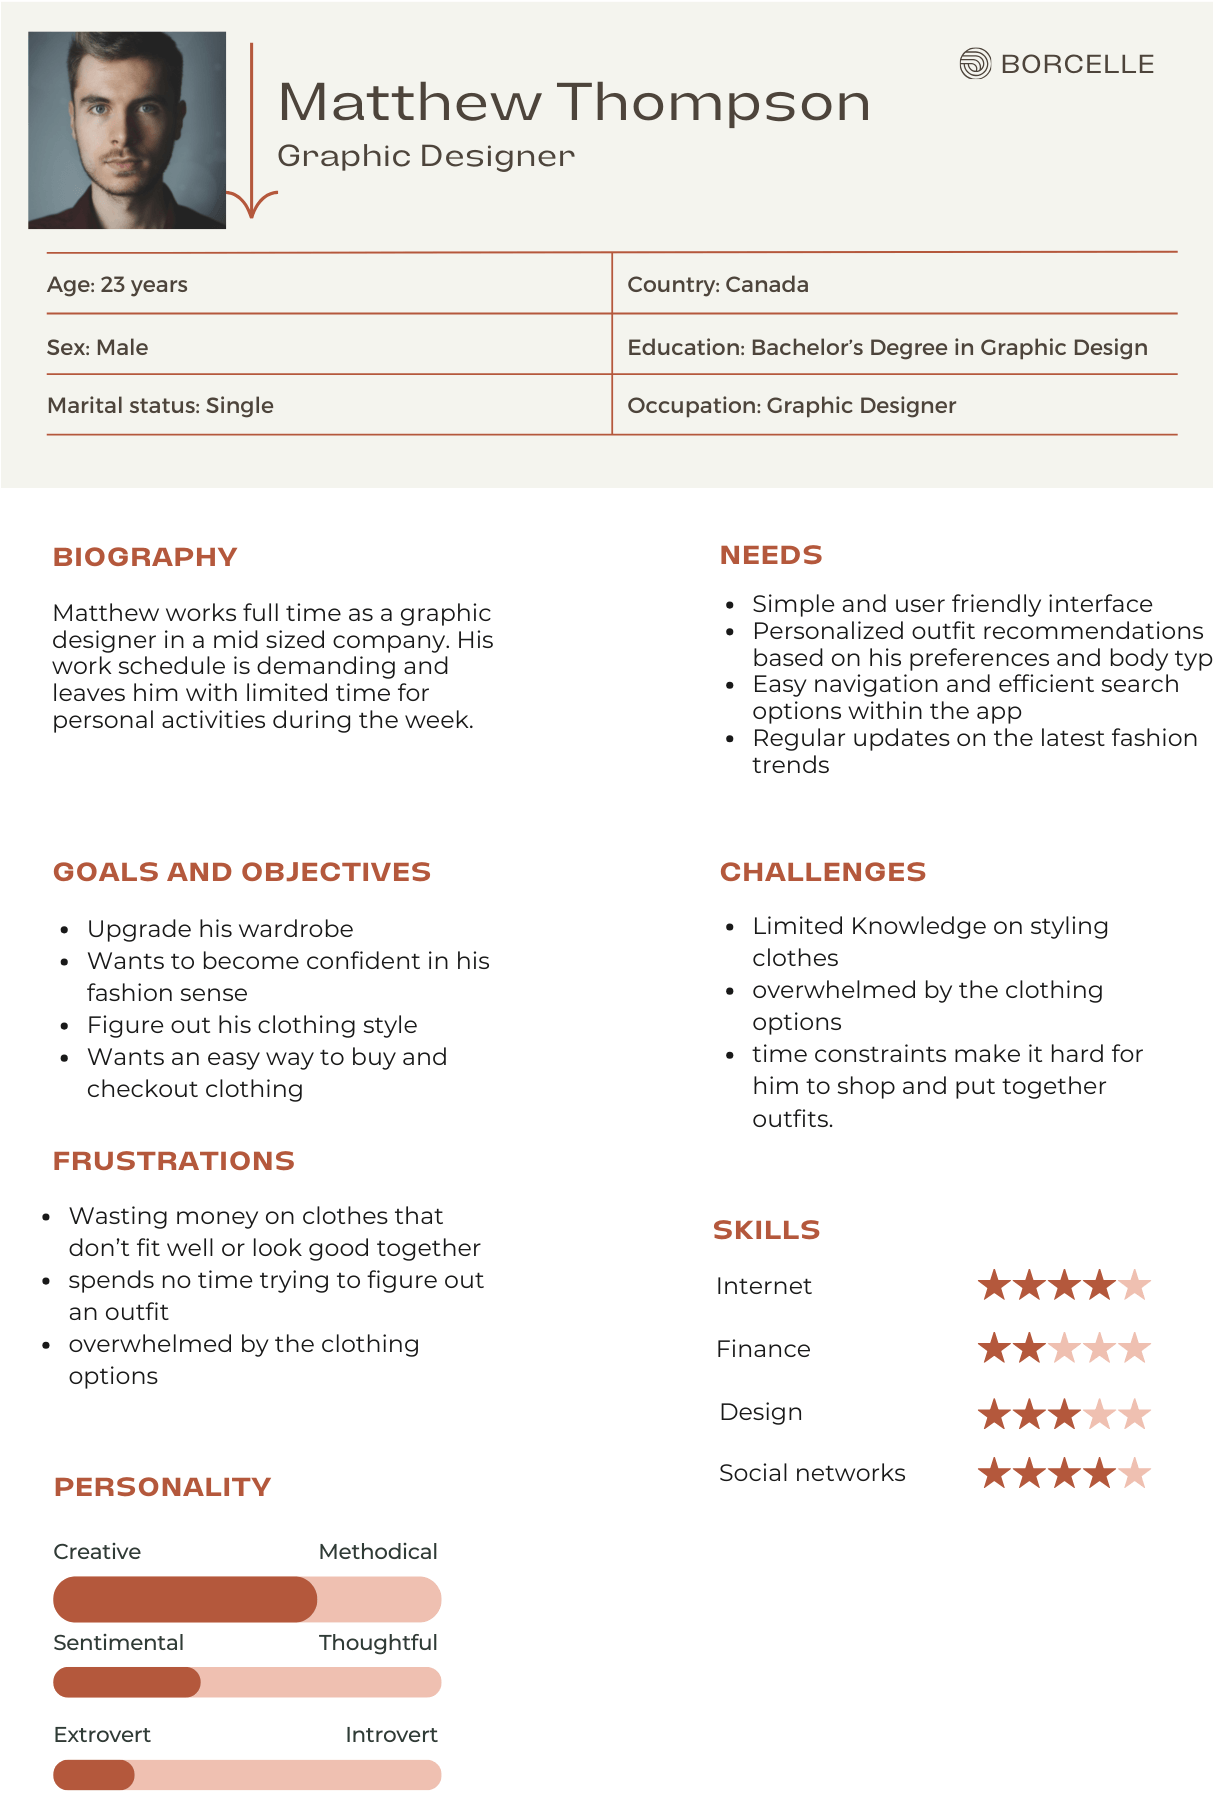 BORCELLE
Matthew Thompson
Graphic Designer
Age: 23 years
Country: Canada
Sex: Male
Education: Bachelor's Degree in Graphic Design
Marital status: Single
Occupation: Graphic Designer
BIOGRAPHY
Matthew works full time as a graphic
designer in a mid sized company. His
work schedule is demanding and
leaves him with limited time for
personal activities during the week.
NEEDS
• Simple and user friendly interface
• Personalized outfit recommendations
based on his preferences and body typ
• Easy navigation and efficient search
options within the app
• Regular updates on the latest fashion
trends
GOALS AND OBJECTIVES
• Upgrade his wardrobe
• Wants to become confident in his
fashion sense
• Figure out his clothing style
• Wants an easy way to buy and
checkout clothing
CHALLENGES
• Limited Knowledge on styling
clothes
• overwhelmed by the clothing
options
• time constraints make it hard for
him to shop and put together
outfits.
FRUSTRATIONS
• Wasting money on clothes that
don't fit well or look good together
• spends no time trying to figure out
an outfit
• overwhelmed by the clothing
options
SKILLS
Internet
Finance
Design
Social networks
PERSONALITY
Creative Methodical
Sentimental Thoughtful
Extrovert Introvert